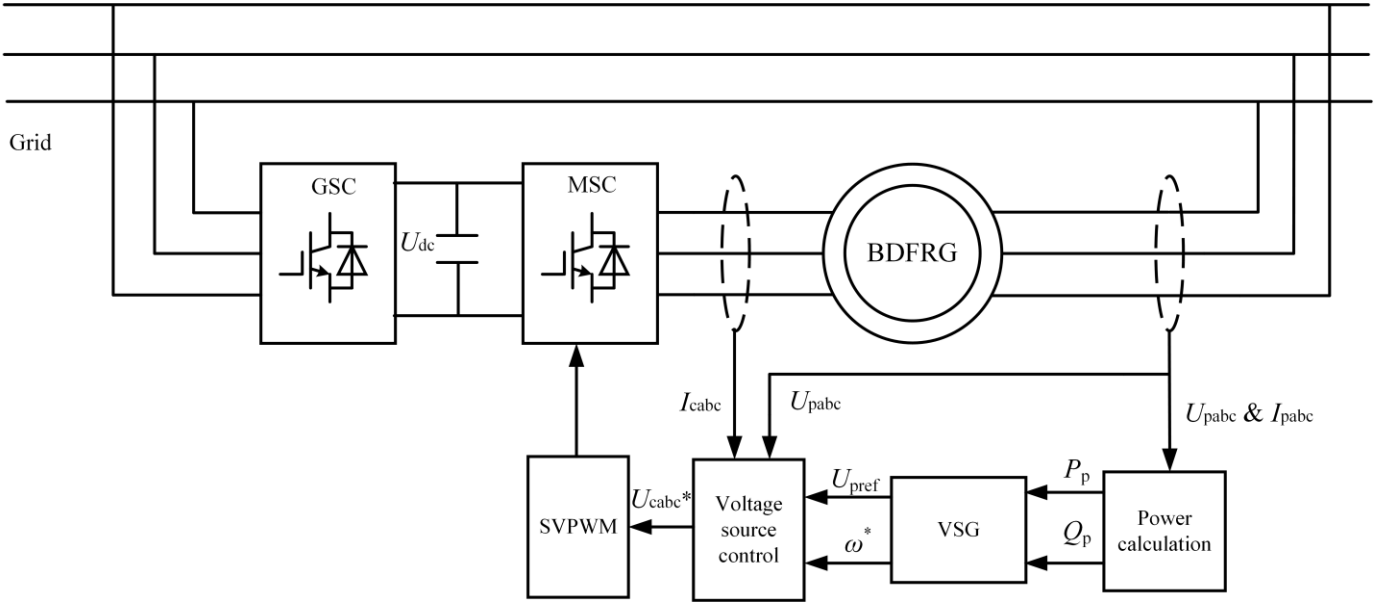 Grid
GSC
MSC
Udc
BDFRG
Icabc
Upabc
Upabc & Ipabc
SVPWM
Ucabc*
Voltage
source
control
Upref
ω*
VSG
Pp
Qp
Power
calculation